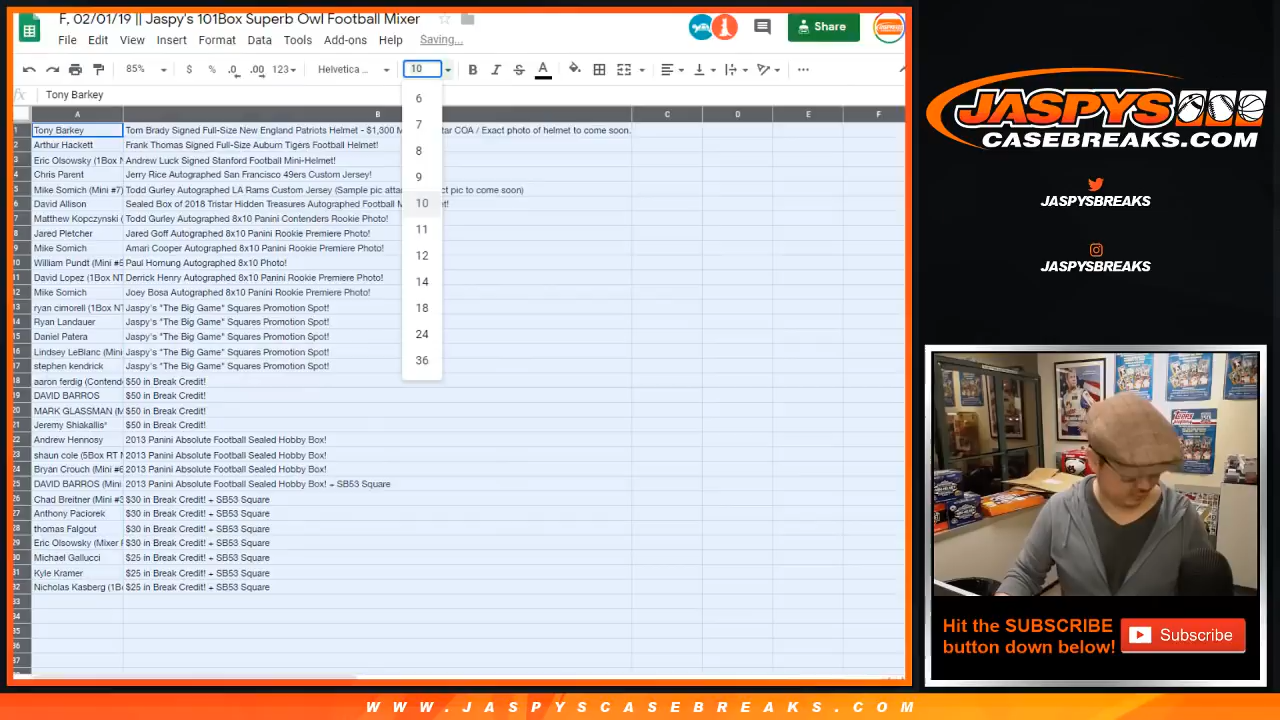 F, 02/01/19 || Jaspy's 101Box Superb Owl Football Mixer
File Edit View Insert Format Data Tools Add-ons Help Saving...
Share
85% $ % .0 .00 123 Helvetica ... 10 B I S A
fx Tony Barkey
A B C D E F
1 Tony Barkey Tom Brady Signed Full-Size New England Patriots Helmet - $1,300 M star COA / Exact photo of helmet to come soon.
2 Arthur Hackett Frank Thomas Signed Full-Size Auburn Tigers Football Helmet!
3 Eric Olsowsky (1Box N Andrew Luck Signed Stanford Football Mini-Helmet!
4 Chris Parent Jerry Rice Autographed San Francisco 49ers Custom Jersey!
5 Mike Somich (Mini #7) Todd Gurley Autographed LA Rams Custom Jersey (Sample pic atta ct pic to come soon)
6 David Allison Sealed Box of 2018 Tristar Hidden Treasures Autographed Football M t!
7 Matthew Kopczynski ( Todd Gurley Autographed 8x10 Panini Contenders Rookie Photo!
8 Jared Pletcher Jared Goff Autographed 8x10 Panini Rookie Premiere Photo!
9 Mike Somich Amari Cooper Autographed 8x10 Panini Rookie Premiere Photo!
10 William Pundt (Mini #5 Paul Hornung Autographed 8x10 Photo!
11 David Lopez (1Box NT Derrick Henry Autographed 8x10 Panini Rookie Premiere Photo!
12 Mike Somich Joey Bosa Autographed 8x10 Panini Rookie Premiere Photo!
13 ryan cimorell (1Box NT Jaspy's "The Big Game" Squares Promotion Spot!
14 Ryan Landauer Jaspy's "The Big Game" Squares Promotion Spot!
15 Daniel Patera Jaspy's "The Big Game" Squares Promotion Spot!
16 Lindsey LeBlanc (Mini Jaspy's "The Big Game" Squares Promotion Spot!
17 stephen kendrick Jaspy's "The Big Game" Squares Promotion Spot!
18 aaron ferdig (Contend $50 in Break Credit!
19 DAVID BARROS $50 in Break Credit!
20 MARK GLASSMAN (M $50 in Break Credit!
21 Jeremy Shiakallis* $50 in Break Credit!
22 Andrew Hennosy 2013 Panini Absolute Football Sealed Hobby Box!
23 shaun cole (5Box RT N 2013 Panini Absolute Football Sealed Hobby Box!
24 Bryan Crouch (Mini #6 2013 Panini Absolute Football Sealed Hobby Box!
25 DAVID BARROS (Mini 2013 Panini Absolute Football Sealed Hobby Box! + SB53 Square
26 Chad Breitner (Mini #3 $30 in Break Credit! + SB53 Square
27 Anthony Paciorek $30 in Break Credit! + SB53 Square
28 thomas Falgout $30 in Break Credit! + SB53 Square
29 Eric Olsowsky (Mixer F $30 in Break Credit! + SB53 Square
30 Michael Gallucci $25 in Break Credit! + SB53 Square
31 Kyle Kramer $25 in Break Credit! + SB53 Square
32 Nicholas Kasberg (1B $25 in Break Credit! + SB53 Square
33
34
35
36
37
6
7
8
9
10
11
12
14
18
24
36
JASPYS
CASEBREAKS.COM
JASPYSBREAKS
JASPYSBREAKS
Hit the SUBSCRIBE
button down below!
Subscribe
WWW.JASPYSCASEBREAKS.COM